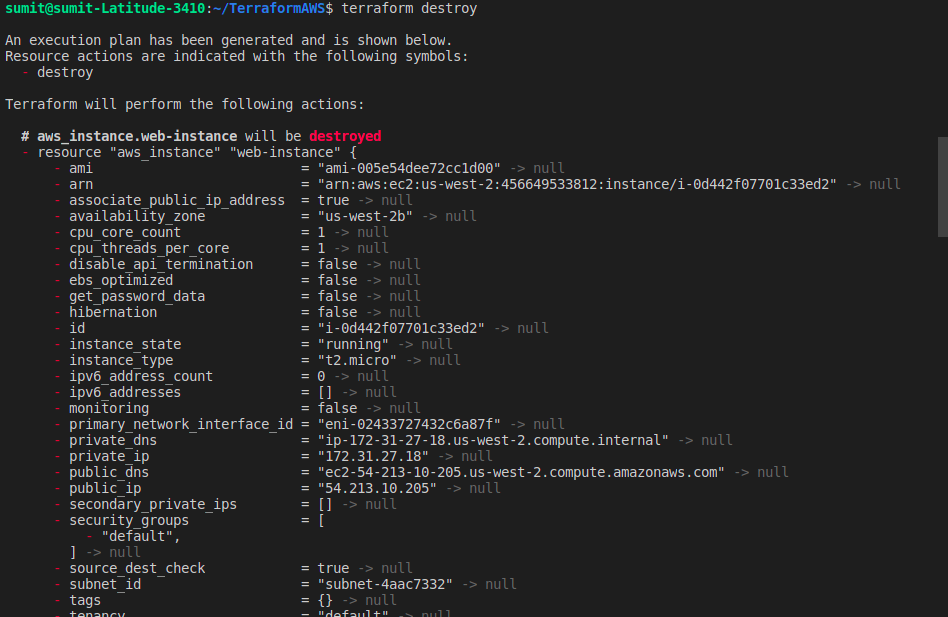 sumit@sumit-Latitude-3410:~/TerraformAWS$ terraform destroy
An execution plan has been generated and is shown below.
Resource actions are indicated with the following symbols:
  - destroy
Terraform will perform the following actions:
  # aws_instance.web-instance will be destroyed
  - resource "aws_instance" "web-instance" {
      - ami                          = "ami-005e54dee72cc1d00" -> null
      - arn                          = "arn:aws:ec2:us-west-2:456649533812:instance/i-0d442f07701c33ed2" -> null
      - associate_public_ip_address  = true -> null
      - availability_zone            = "us-west-2b" -> null
      - cpu_core_count               = 1 -> null
      - cpu_threads_per_core         = 1 -> null
      - disable_api_termination      = false -> null
      - ebs_optimized                = false -> null
      - get_password_data            = false -> null
      - hibernation                  = false -> null
      - id                           = "i-0d442f07701c33ed2" -> null
      - instance_state               = "running" -> null
      - instance_type                = "t2.micro" -> null
      - ipv6_address_count           = 0 -> null
      - ipv6_addresses               = [] -> null
      - monitoring                   = false -> null
      - primary_network_interface_id = "eni-02433727432c6a87f" -> null
      - private_dns                  = "ip-172-31-27-18.us-west-2.compute.internal" -> null
      - private_ip                   = "172.31.27.18" -> null
      - public_dns                   = "ec2-54-213-10-205.us-west-2.compute.amazonaws.com" -> null
      - public_ip                    = "54.213.10.205" -> null
      - secondary_private_ips        = [] -> null
      - security_groups              = [
          - "default",
        ] -> null
      - source_dest_check            = true -> null
      - subnet_id                    = "subnet-4aac7332" -> null
      - tags                         = {} -> null
      - tenancy                      = "default" -> null